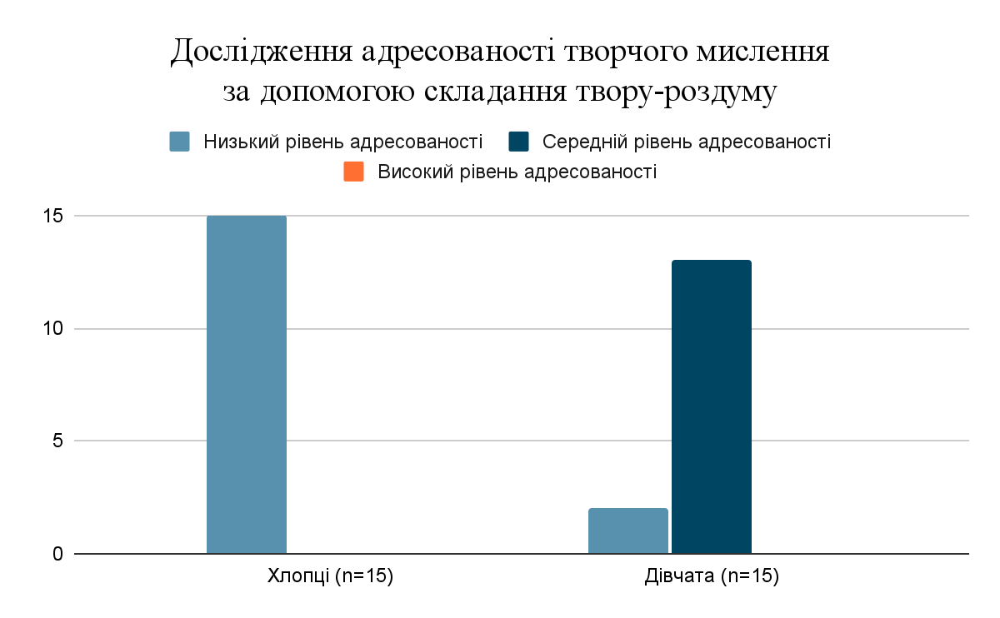 Дослідження адресованості творчого мислення
за допомогою складання твору-роздуму
Низький рівень адресованості
Середній рівень адресованості
Високий рівень адресованості
15
10
5
0
Хлопці (n=15)
Дівчата (n=15)